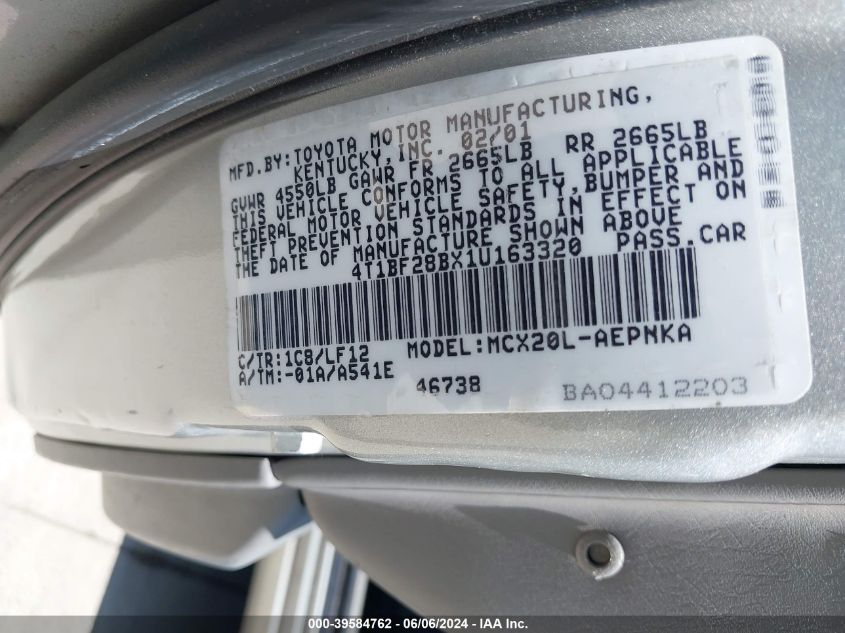 MFD.BY:TOYOTA MOTOR MANUFACTURING,
KENTUCKY,INC. 02/01
GVWR 4550LB GAWR FR 2665LB RR 2665LB
THIS VEHICLE CONFORMS TO ALL APPLICABLE
FEDERAL MOTOR VEHICLE SAFETY,BUMPER AND
THEFT PREVENTION STANDARDS IN EFFECT ON
THE DATE OF MANUFACTURE SHOWN ABOVE
4T1BF28BX1U163320 PASS.CAR
C/TR:1C8/LF12 MODEL:MCX20L-AEPNKA
A/TM:-01A/A541E
46738
BA04412203
000-39584762 - 06/06/2024 - IAA Inc.